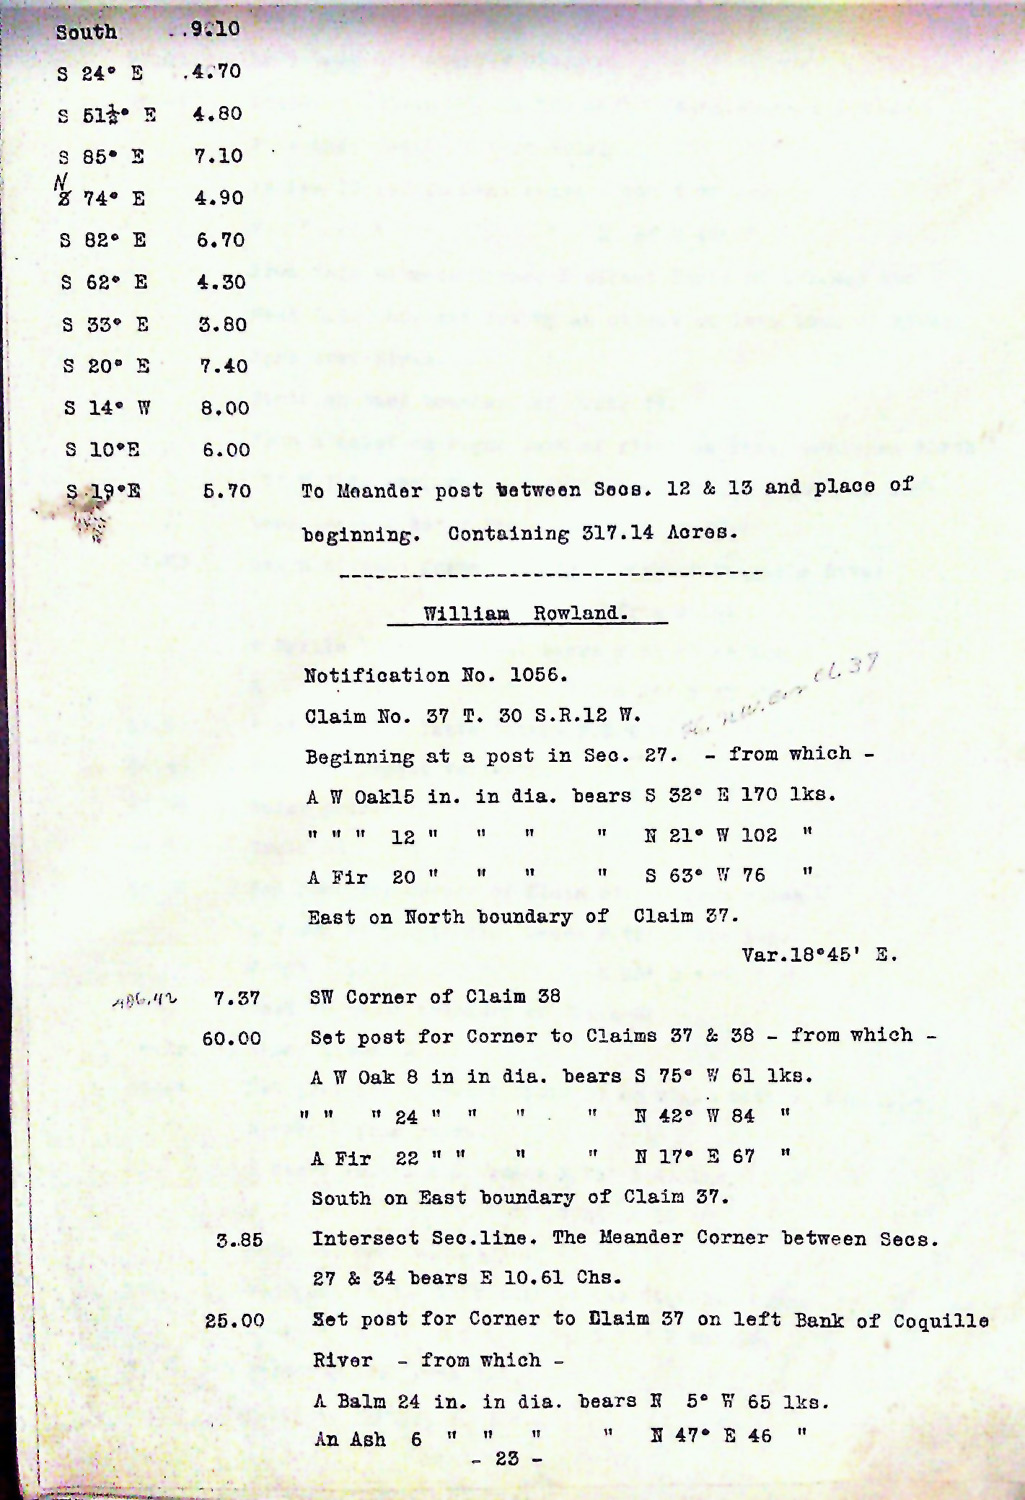 South ..9.10
S 24° E .4.70
S 51½° E 4.80
S 85° E 7.10
N 74° E 4.90
S 82° E 6.70
S 62° E 4.30
S 33° E 3.80
S 20° E 7.40
S 14° W 8.00
S 10°E 6.00
S 19°E 5.70 To Meander post between Secs. 12 & 13 and place of
beginning. Containing 317.14 Acres.
-----------------------------------
William Rowland.
Notification No. 1056.
cl. 37
Claim No. 37 T. 30 S.R.12 W.
Beginning at a post in Sec. 27. - from which -
A W Oak15 in. in dia. bears S 32° E 170 lks.
" " " 12 " " " " N 21° W 102 "
A Fir 20 " " " " S 63° W 76 "
East on North boundary of Claim 37.
Var.18°45' E.
7.37 SW Corner of Claim 38
60.00 Set post for Corner to Claims 37 & 38 - from which -
A W Oak 8 in in dia. bears S 75° W 61 lks.
" " " 24 " " " " N 42° W 84 "
A Fir 22 " " " " N 17° E 67 "
South on East boundary of Claim 37.
3..85 Intersect Sec.line. The Meander Corner between Secs.
27 & 34 bears E 10.61 Chs.
25.00 Set post for Corner to Claim 37 on left Bank of Coquille
River - from which -
A Balm 24 in. in dia. bears N 5° W 65 lks.
An Ash 6 " " " " N 47° E 46 "
- 23 -